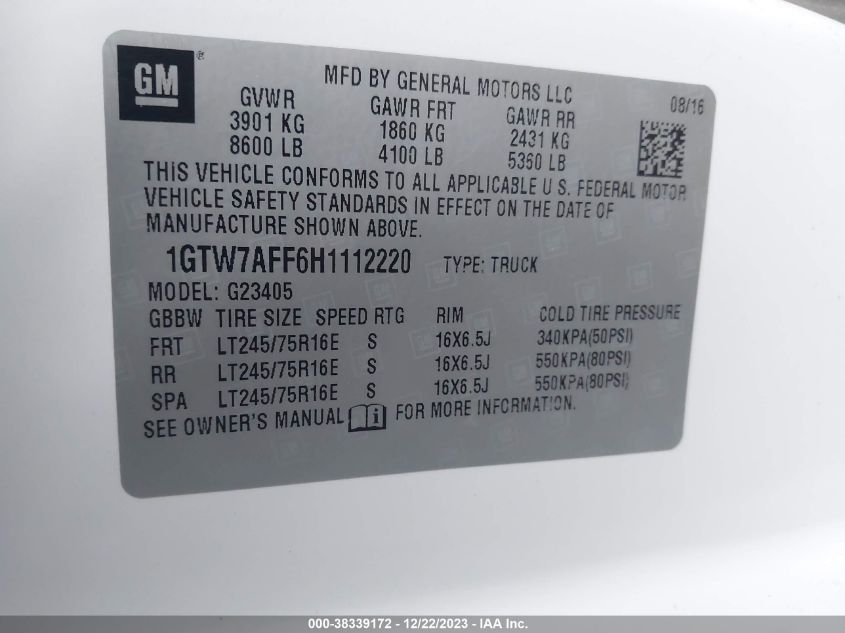 GM®
MFD BY GENERAL MOTORS LLC
08/16
GVWR GAWR FRT GAWR RR
3901 KG 1860 KG 2431 KG
8600 LB 4100 LB 5360 LB
THIS VEHICLE CONFORMS TO ALL APPLICABLE U.S. FEDERAL MOTOR
VEHICLE SAFETY STANDARDS IN EFFECT ON THE DATE OF
MANUFACTURE SHOWN ABOVE.
1GTW7AFF6H1112220 TYPE: TRUCK
MODEL: G23405
GBBW TIRE SIZE SPEED RTG RIM COLD TIRE PRESSURE
FRT LT245/75R16E S 16X6.5J 340KPA(50PSI)
RR LT245/75R16E S 16X6.5J 550KPA(80PSI)
SPA LT245/75R16E S 16X6.5J 550KPA(80PSI)
SEE OWNER'S MANUAL FOR MORE INFORMATION.
000-38339172 - 12/22/2023 - IAA Inc.